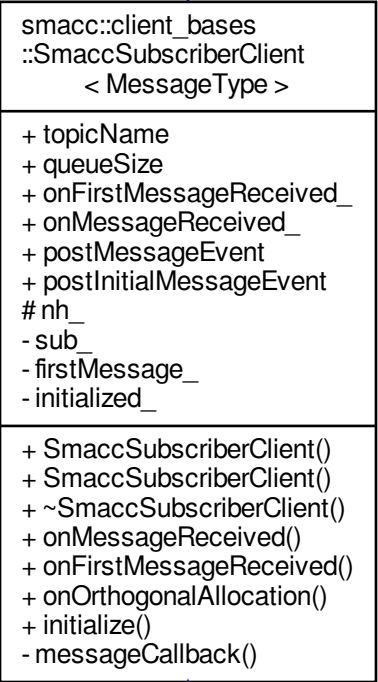 smacc::client_bases
::SmaccSubscriberClient
< MessageType >
+ topicName
+ queueSize
+ onFirstMessageReceived_
+ onMessageReceived_
+ postMessageEvent
+ postInitialMessageEvent
# nh_
- sub_
- firstMessage_
- initialized_
+ SmaccSubscriberClient()
+ SmaccSubscriberClient()
+ ~SmaccSubscriberClient()
+ onMessageReceived()
+ onFirstMessageReceived()
+ onOrthogonalAllocation()
+ initialize()
- messageCallback()